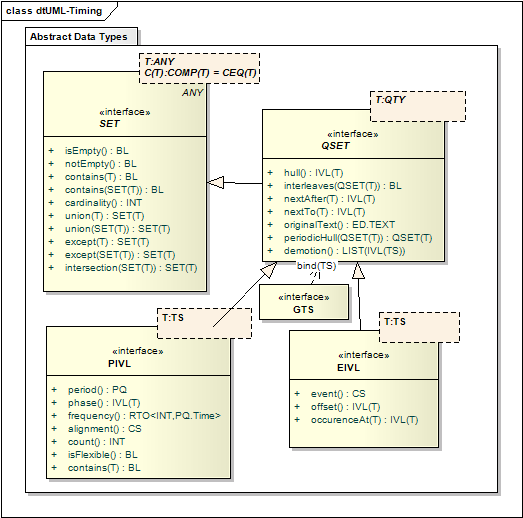 class dtUML-Timing
Abstract Data Types
T:ANY
C(T):COMP(T) = CEQ(T)
ANY
«interface»
SET
+ isEmpty() : BL
+ notEmpty() : BL
+ contains(T) : BL
+ contains(SET(T)) : BL
+ cardinality() : INT
+ union(T) : SET(T)
+ union(SET(T)) : SET(T)
+ except(T) : SET(T)
+ except(SET(T)) : SET(T)
+ intersection(SET(T)) : SET(T)
T:QTY
«interface»
QSET
+ hull() : IVL(T)
+ interleaves(QSET(T)) : BL
+ nextAfter(T) : IVL(T)
+ nextTo(T) : IVL(T)
+ originalText() : ED.TEXT
+ periodicHull(QSET(T)) : QSET(T)
+ demotion() : LIST(IVL(TS))
bind(TS)
«interface»
GTS
T:TS
«interface»
PIVL
+ period() : PQ
+ phase() : IVL(T)
+ frequency() : RTO<INT,PQ.Time>
+ alignment() : CS
+ count() : INT
+ isFlexible() : BL
+ contains(T) : BL
T:TS
«interface»
EIVL
+ event() : CS
+ offset() : IVL(T)
+ occurenceAt(T) : IVL(T)